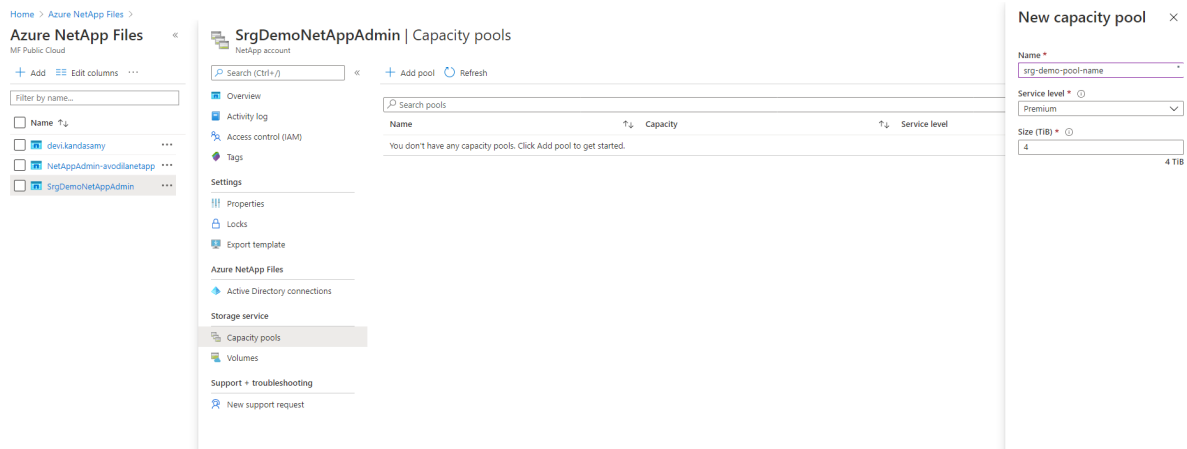 Home > Azure NetApp Files >
Azure NetApp Files «
MF Public Cloud
+ Add Edit columns ...
Filter by name...
Name ↑↓
devi.kandasamy ...
NetAppAdmin-avodilanetapp ...
SrgDemoNetAppAdmin ...
SrgDemoNetAppAdmin | Capacity pools
NetApp account
Search (Ctrl+/) «
Overview
Activity log
Access control (IAM)
Tags
Settings
Properties
Locks
Export template
Azure NetApp Files
Active Directory connections
Storage service
Capacity pools
Volumes
Support + troubleshooting
New support request
+ Add pool Refresh
Search pools
Name ↑↓ Capacity ↑↓ Service level
You don't have any capacity pools. Click Add pool to get started.
New capacity pool ×
Name *
srg-demo-pool-name
Service level *
Premium
Size (TiB) *
4
4 TiB